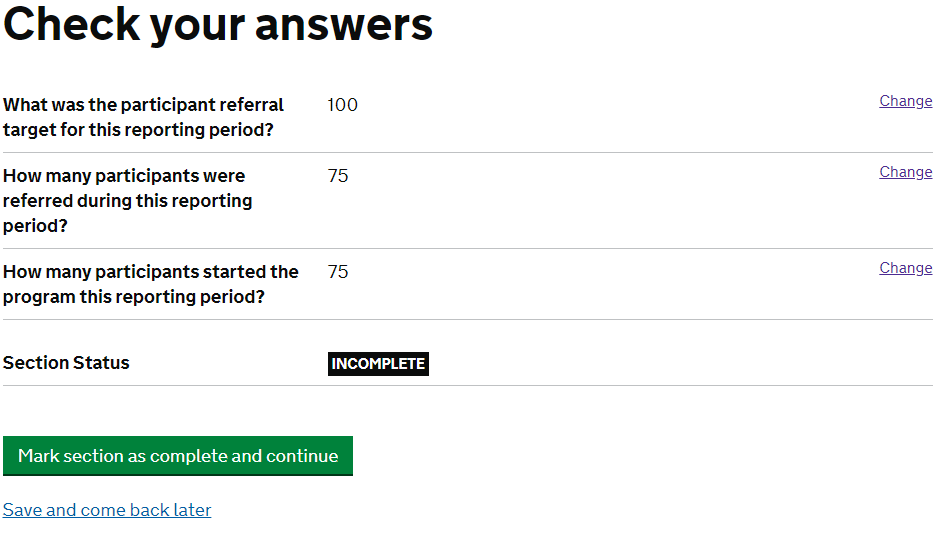 Check your answers
What was the participant referral 100 Change
target for this reporting period?
How many participants were 75 Change
referred during this reporting
period?
How many participants started the 75 Change
program this reporting period?
Section Status INCOMPLETE
Mark section as complete and continue
Save and come back later